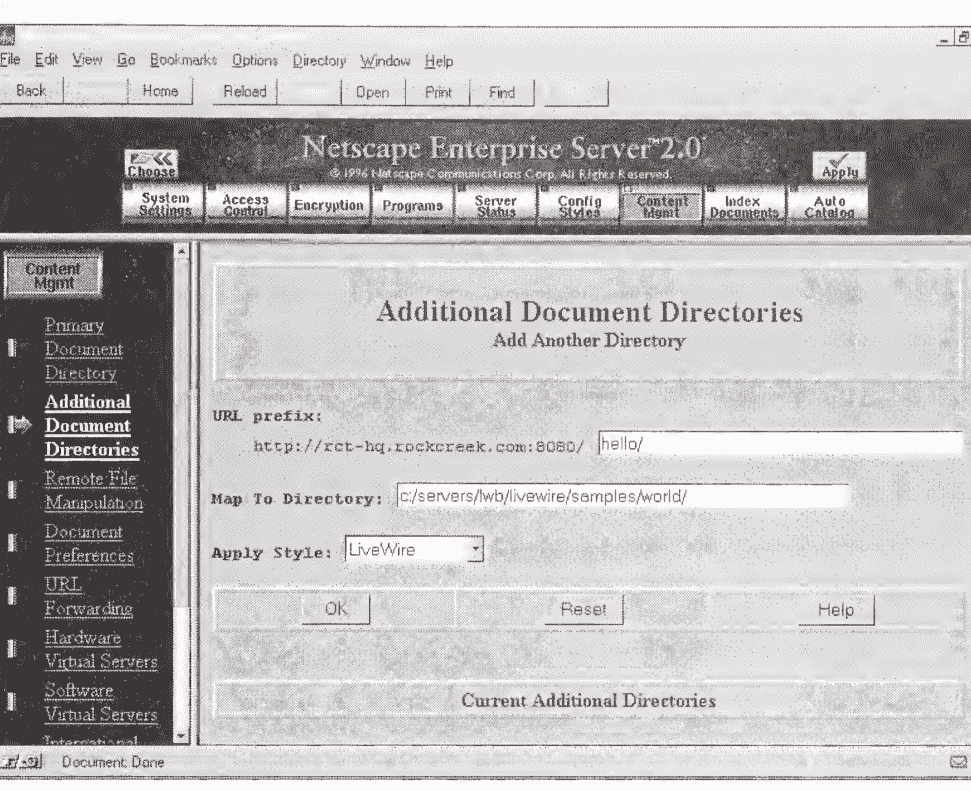 File Edit View Go Bookmarks Options Directory Window Help
Back Home Reload Open Print Find
Netscape Enterprise Server™2.0
© 1996 Netscape Communications Corp. All Rights Reserved.
Choose
Apply
System Settings
Access Control
Encryption
Programs
Server Status
Config Styles
Content Mgmt
Index Documents
Auto Catalog
Content
Mgmt
Primary
Document
Directory
Additional
Document
Directories
Remote File
Manipulation
Document
Preferences
URL
Forwarding
Hardware
Virtual Servers
Software
Virtual Servers
International
Additional Document Directories
Add Another Directory
URL prefix:
http://rct-hq.rockcreek.com:8080/ hello/
Map To Directory: c:/servers/lwb/livewire/samples/world/
Apply Style: LiveWire
OK Reset Help
Current Additional Directories
Document: Done